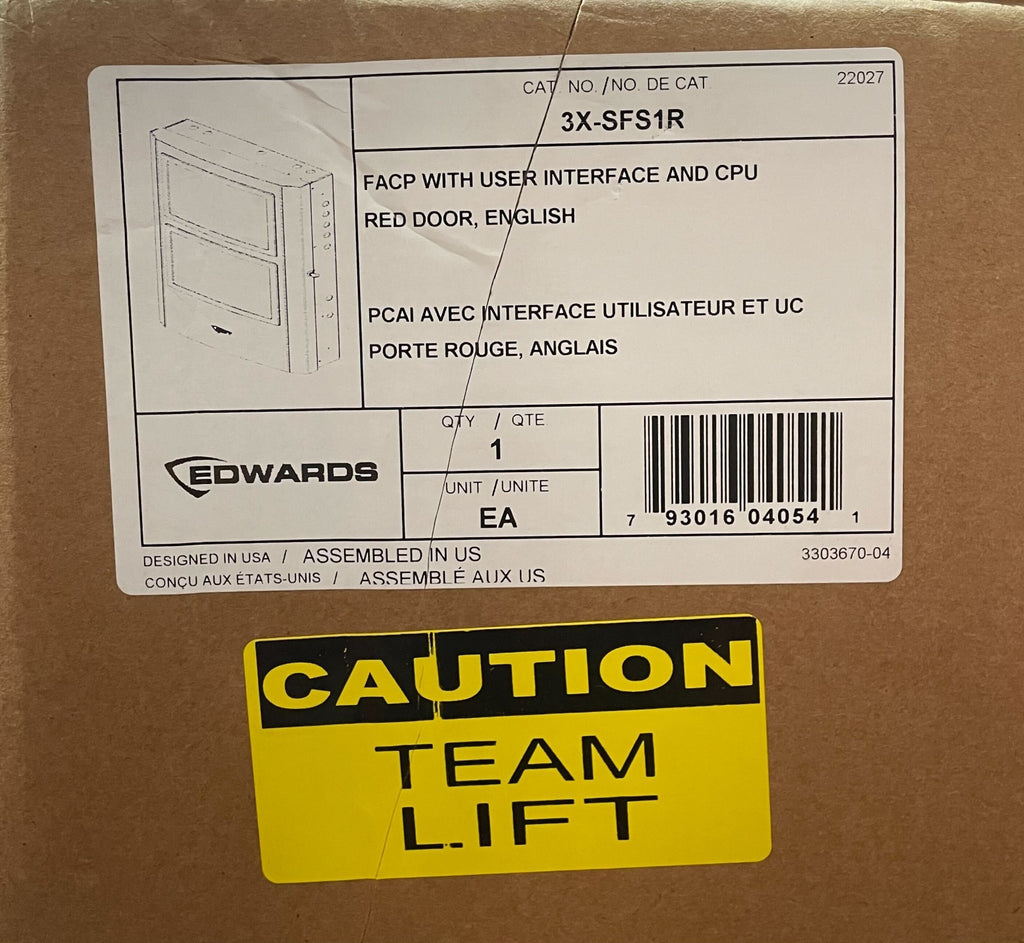 CAT. NO. /NO. DE CAT
22027
3X-SFS1R
FACP WITH USER INTERFACE AND CPU
RED DOOR, ENGLISH
PCAI AVEC INTERFACE UTILISATEUR ET UC
PORTE ROUGE, ANGLAIS
EDWARDS
QTY / QTE
1
UNIT / UNITE
EA
7 93016 04054 1
DESIGNED IN USA / ASSEMBLED IN US
CONÇU AUX ÉTATS-UNIS / ASSEMBLÉ AUX US
3303670-04
CAUTION
TEAM
LIFT